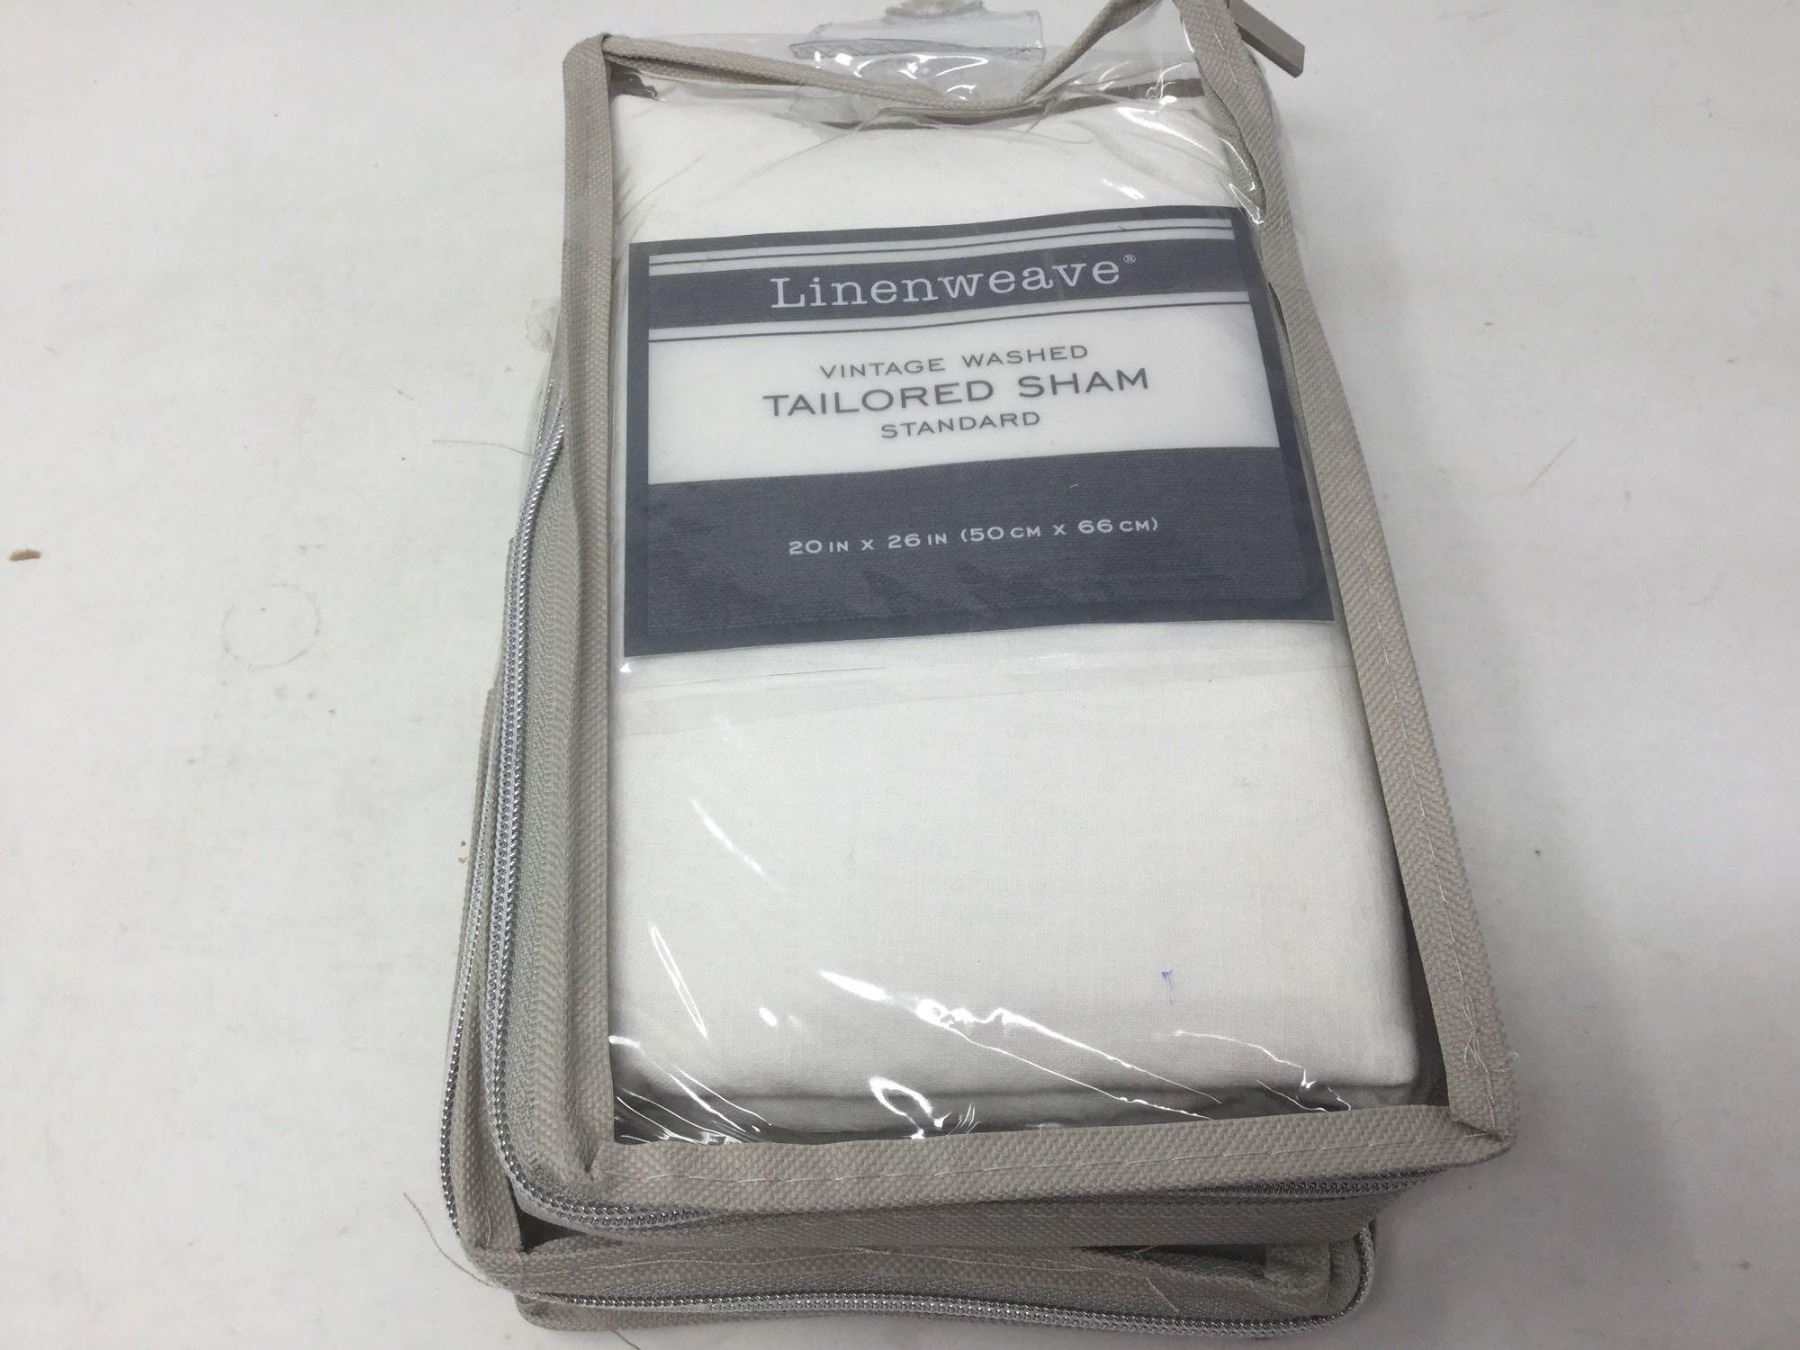 Linenweave®
VINTAGE WASHED
TAILORED SHAM
STANDARD
20 IN X 26 IN (50 CM X 66 CM)